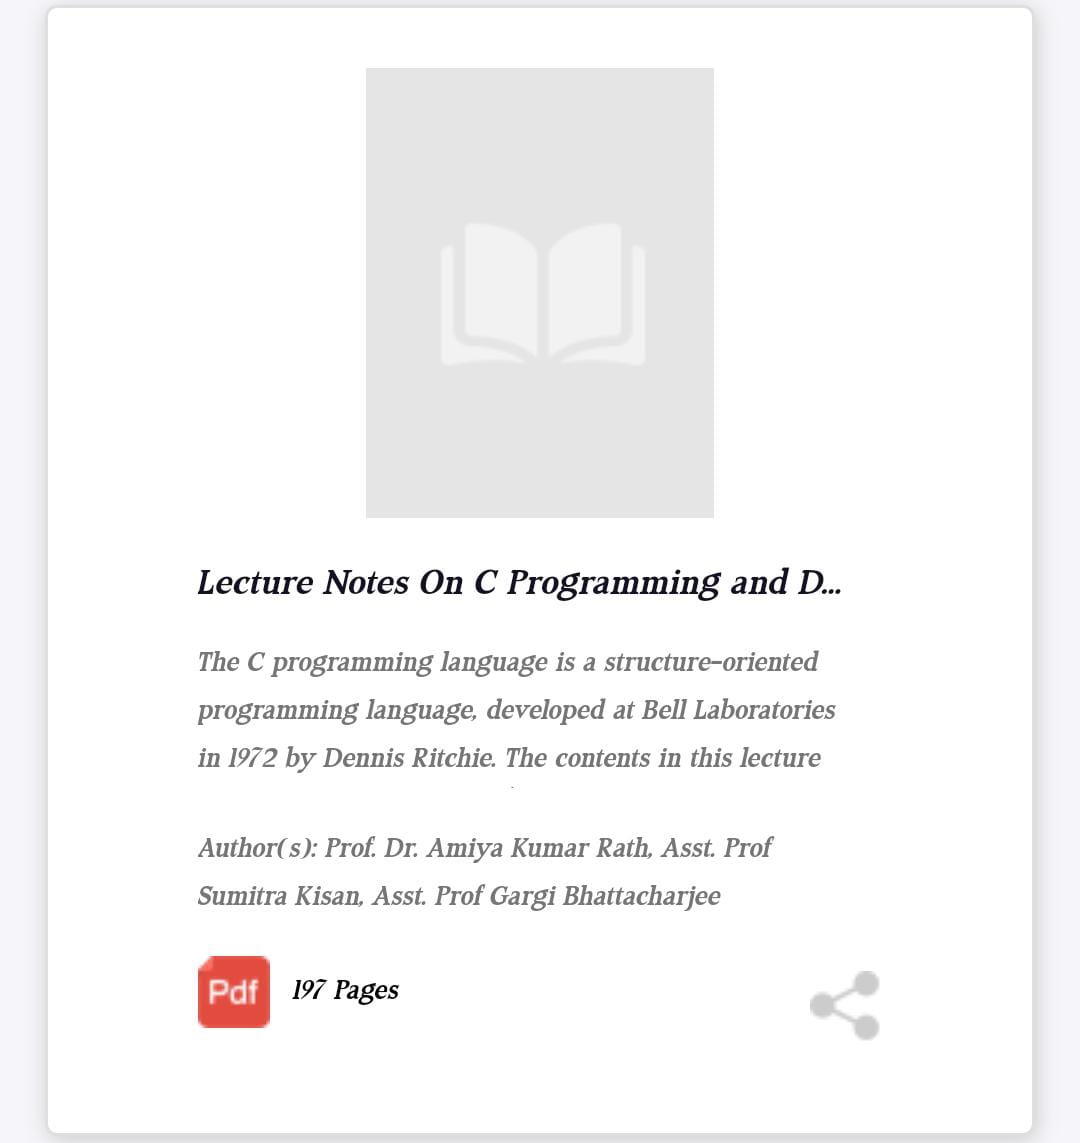 Lecture Notes On C Programming and D...
The C programming language is a structure-oriented
programming language, developed at Bell Laboratories
in 1972 by Dennis Ritchie. The contents in this lecture
Author(s): Prof. Dr. Amiya Kumar Rath, Asst. Prof
Sumitra Kisan, Asst. Prof Gargi Bhattacharjee
Pdf 197 Pages